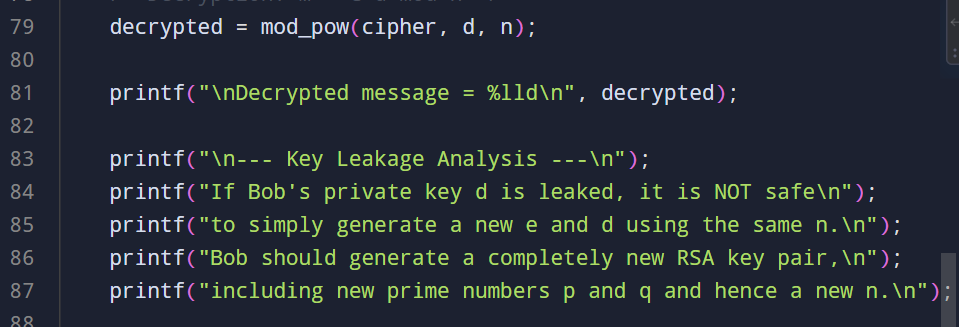 79 decrypted = mod_pow(cipher, d, n);
80
81 printf("\nDecrypted message = %lld\n", decrypted);
82
83 printf("\n--- Key Leakage Analysis ---\n");
84 printf("If Bob's private key d is leaked, it is NOT safe\n");
85 printf("to simply generate a new e and d using the same n.\n");
86 printf("Bob should generate a completely new RSA key pair,\n");
87 printf("including new prime numbers p and q and hence a new n.\n");
88